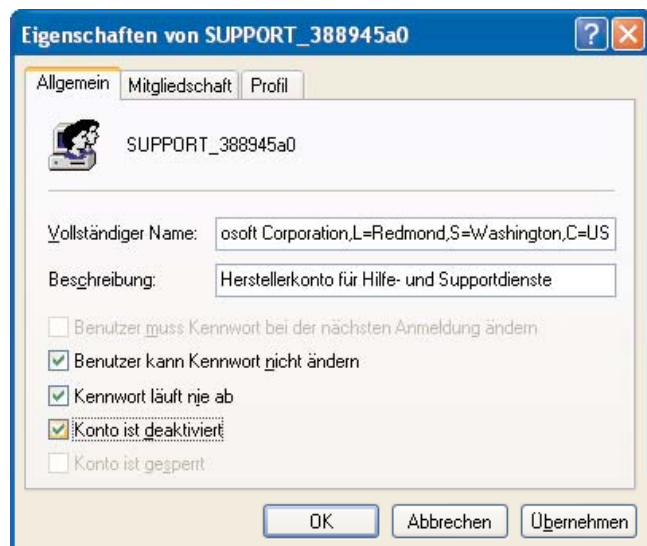 Eigenschaften von SUPPORT_388945a0
Allgemein Mitgliedschaft Profil
SUPPORT_388945a0
Vollständiger Name: osoft Corporation,L=Redmond,S=Washington,C=US
Beschreibung: Herstellerkonto für Hilfe- und Supportdienste
Benutzer muss Kennwort bei der nächsten Anmeldung ändern
Benutzer kann Kennwort nicht ändern
Kennwort läuft nie ab
Konto ist deaktiviert
Konto ist gesperrt
OK Abbrechen Übernehmen